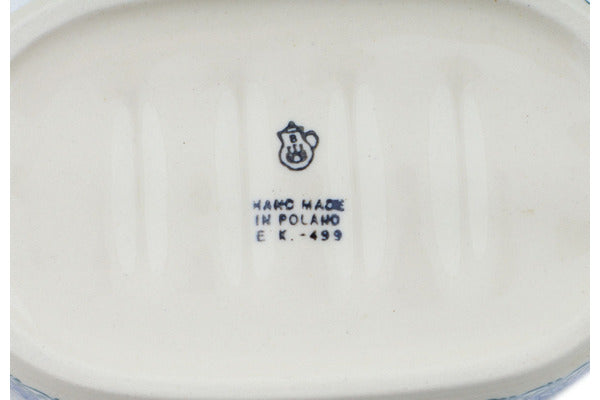 B
HAND MADE
IN POLAND
E K.-499